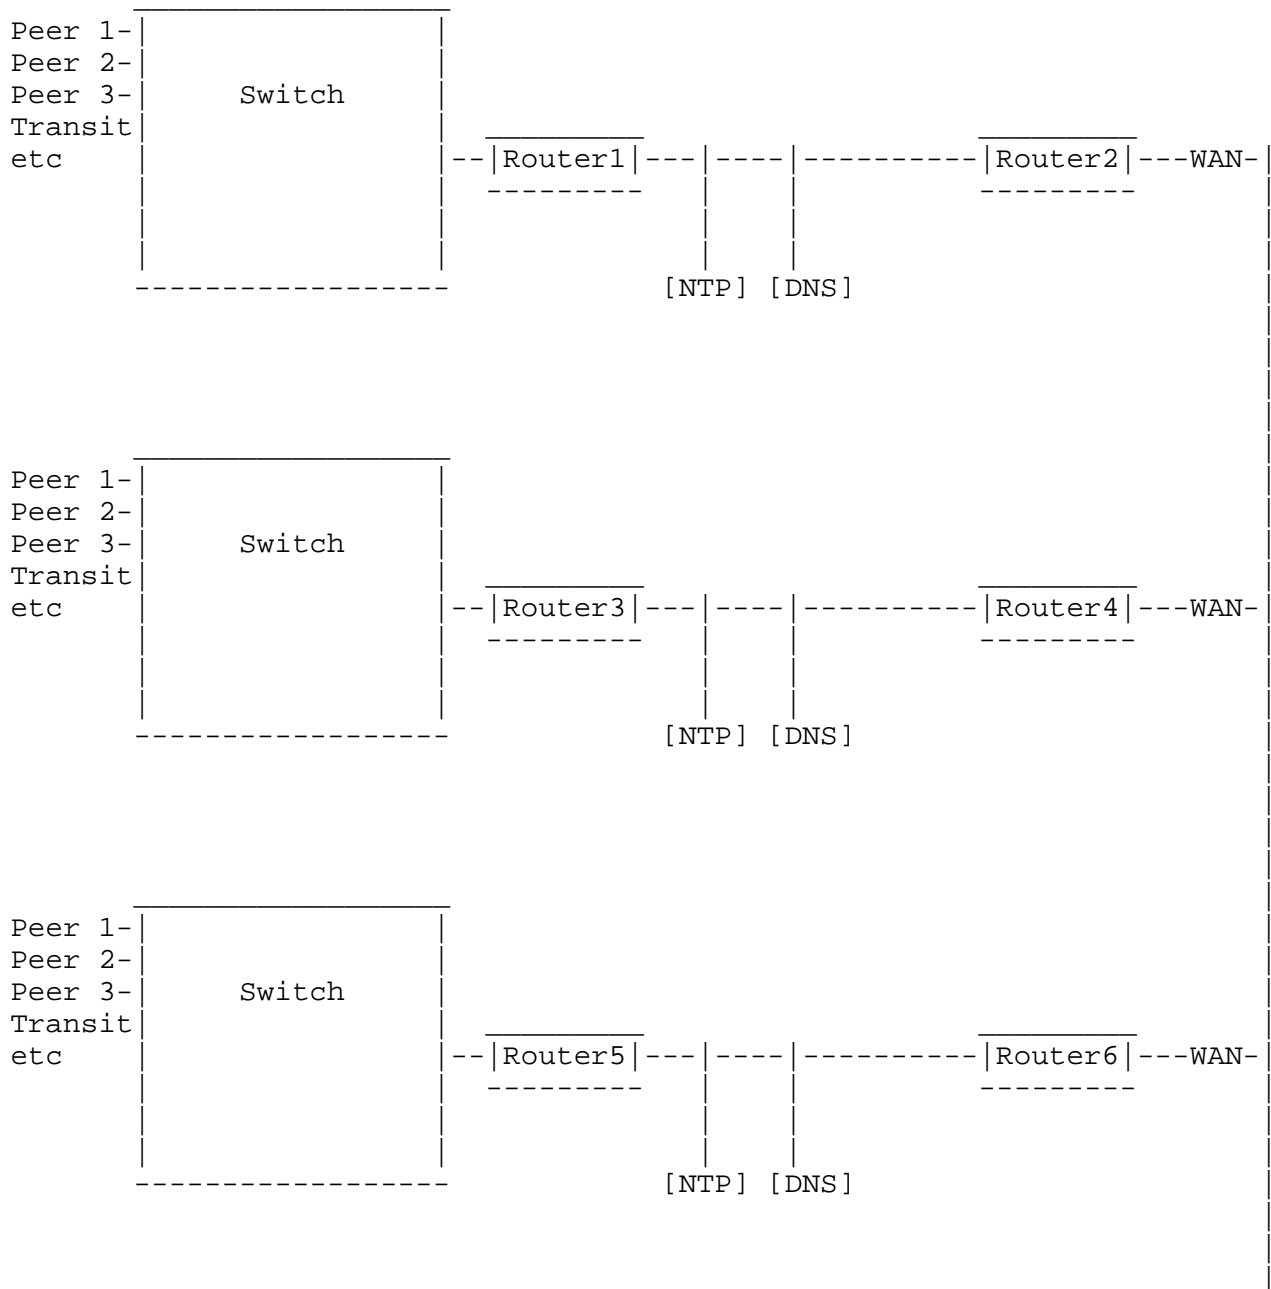 Peer 1-
Peer 2-
Peer 3- Switch
Transit
etc --|Router1|---|----|----------|Router2|---WAN-|
[NTP] [DNS]
Peer 1-
Peer 2-
Peer 3- Switch
Transit
etc --|Router3|---|----|----------|Router4|---WAN-|
[NTP] [DNS]
Peer 1-
Peer 2-
Peer 3- Switch
Transit
etc --|Router5|---|----|----------|Router6|---WAN-|
[NTP] [DNS]